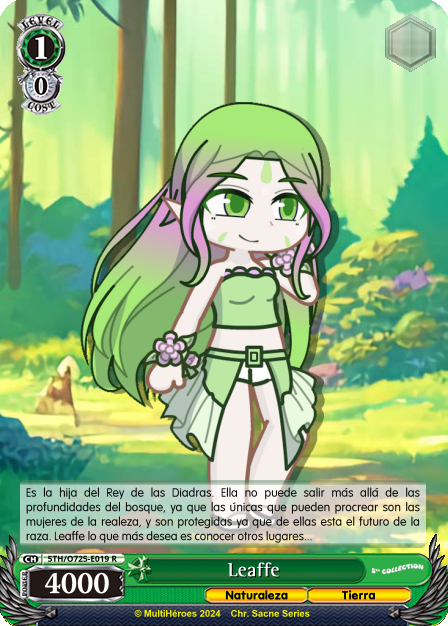 LEVEL
1
0
COST
Es la hija del Rey de las Diadras. Ella no puede salir más allá de las
profundidades del bosque, ya que las únicas que pueden procrear son las
mujeres de la realeza, y son protegidas ya que de ellas esta el futuro de la
raza. Leaffe lo que más desea es conocer otros lugares...
CH 5TH/O725-E019 R
POWER 4000
Leaffe
5th COLLECTION
Naturaleza Tierra
© MultiHéroes 2024 Chr. Sacne Series